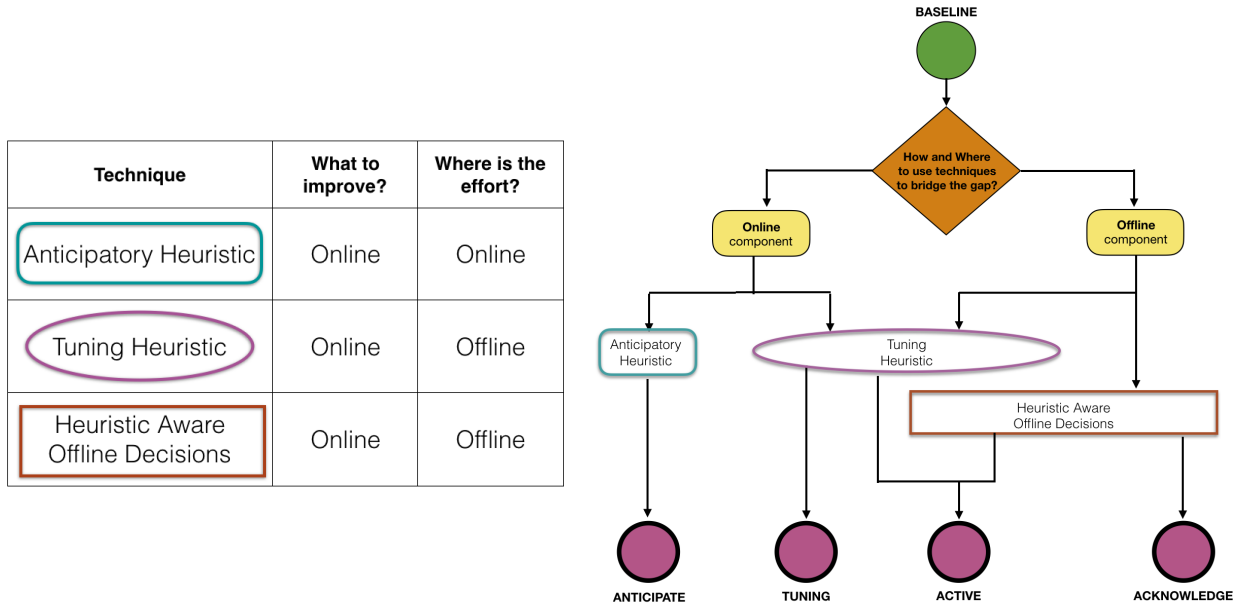 Technique
What to
improve?
Where is the
effort?
Anticipatory Heuristic
Online
Online
Tuning Heuristic
Online
Offline
Heuristic Aware
Offline Decisions
Online
Offline
BASELINE
How and Where
to use techniques
to bridge the gap?
Online
component
Offline
component
Anticipatory
Heuristic
Tuning
Heuristic
Heuristic Aware
Offline Decisions
ANTICIPATE
TUNING
ACTIVE
ACKNOWLEDGE